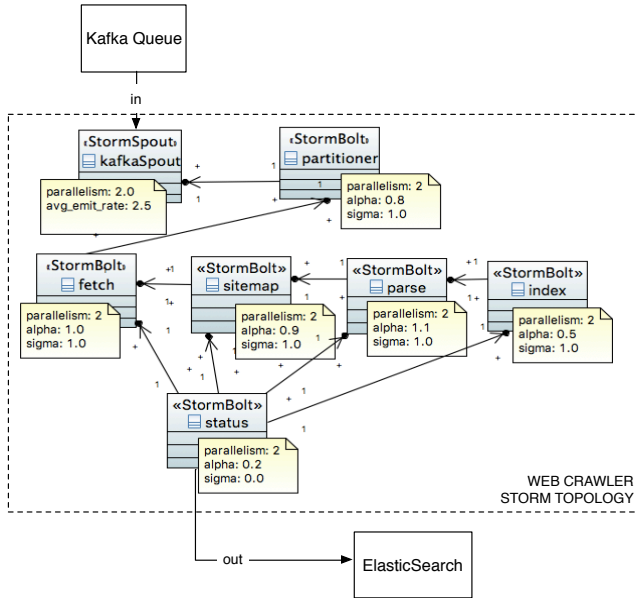 Kafka Queue
in
«StormSpout
kafkaSpout
parallelism: 2.0
avg_emit_rate: 2.5
«StormBolt»
partitioner
parallelism: 2
alpha: 0.8
sigma: 1.0
«StormBolt»
fetch
parallelism: 2
alpha: 1.0
sigma: 1.0
«StormBolt»
sitemap
parallelism: 2
alpha: 0.9
sigma: 1.0
«StormBolt»
parse
parallelism: 2
alpha: 1.1
sigma: 1.0
«StormBolt»
index
parallelism: 2
alpha: 0.5
sigma: 1.0
«StormBolt»
status
parallelism: 2
alpha: 0.2
sigma: 0.0
WEB CRAWLER
STORM TOPOLOGY
out
ElasticSearch